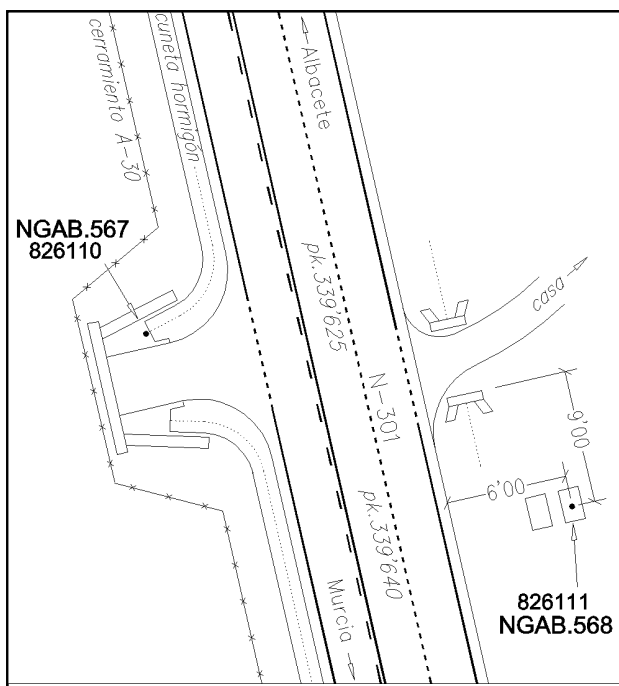 cerramiento A-30
cuneta hormigón
Albacete
NGAB.567
826110
pk.339'625
N-301
casa
9'00
6'00
pk.339'640
Murcia
826111
NGAB.568